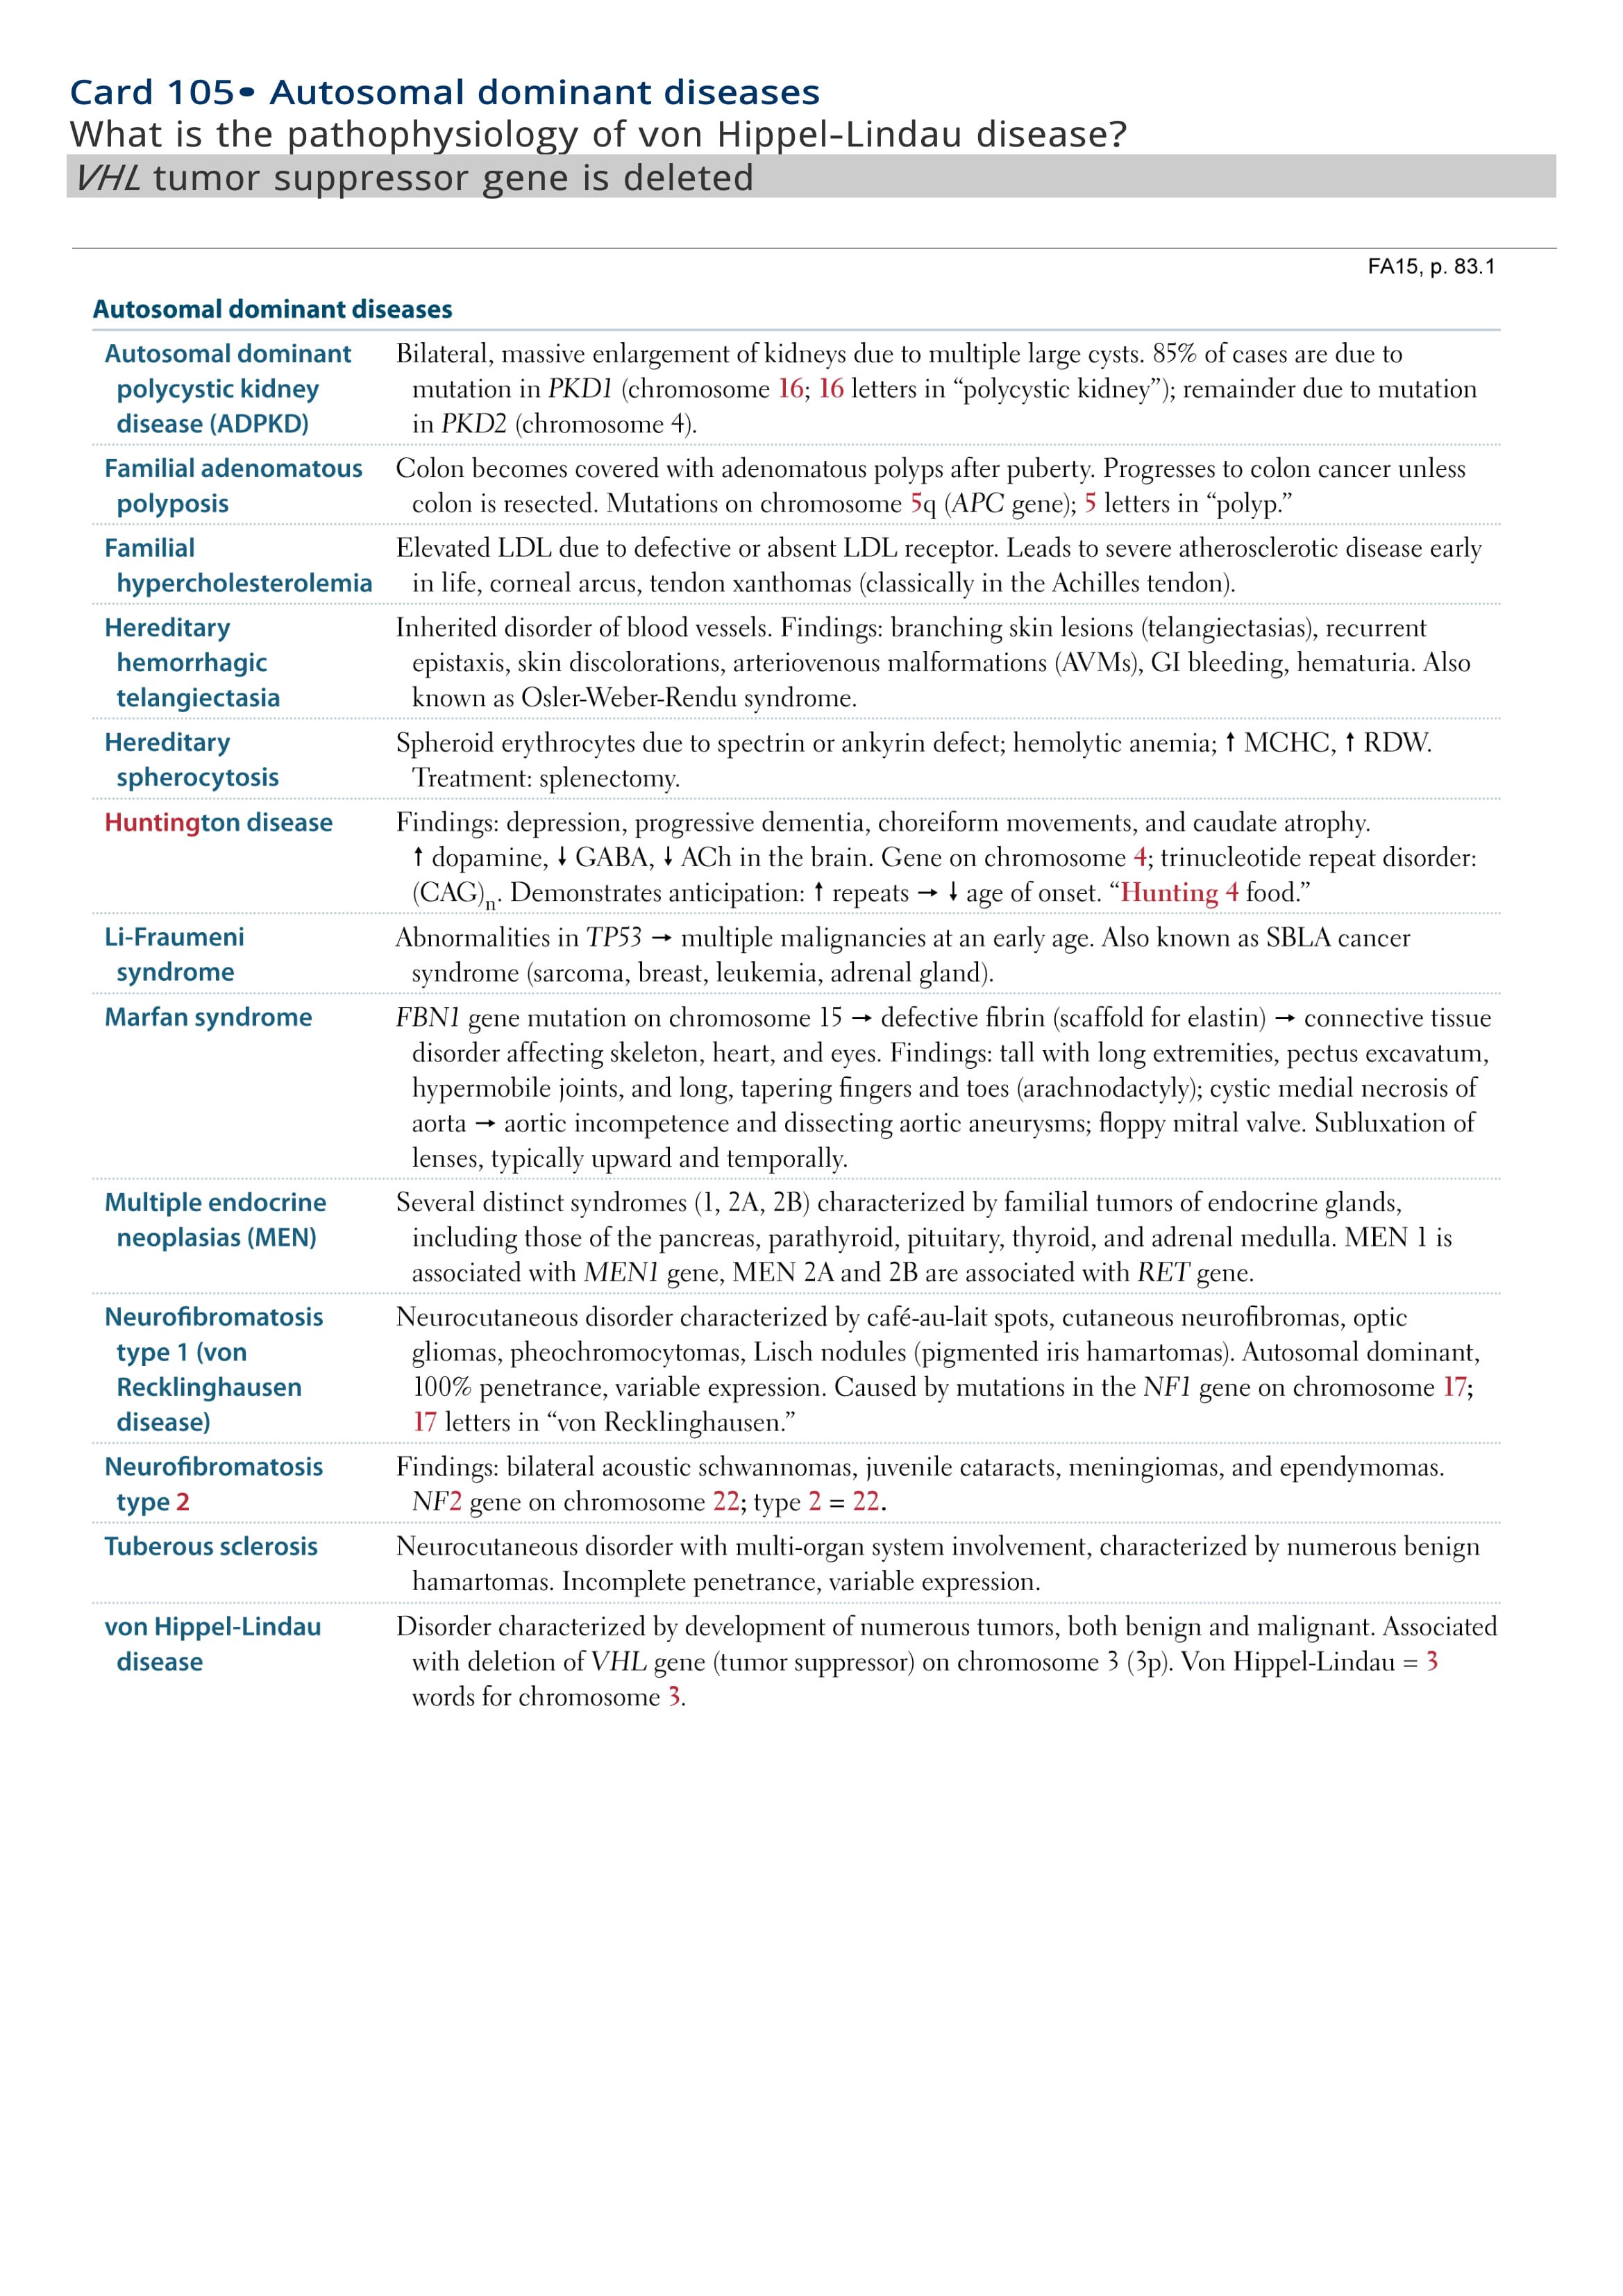 Card 105• Autosomal dominant diseases
What is the pathophysiology of von Hippel-Lindau disease?
VHL tumor suppressor gene is deleted
FA15, p. 83.1
Autosomal dominant diseases
Autosomal dominant polycystic kidney disease (ADPKD)
Bilateral, massive enlargement of kidneys due to multiple large cysts. 85% of cases are due to
mutation in PKD1 (chromosome 16; 16 letters in “polycystic kidney”); remainder due to mutation
in PKD2 (chromosome 4).
Familial adenomatous polyposis
Colon becomes covered with adenomatous polyps after puberty. Progresses to colon cancer unless
colon is resected. Mutations on chromosome 5q (APC gene); 5 letters in “polyp.”
Familial hypercholesterolemia
Elevated LDL due to defective or absent LDL receptor. Leads to severe atherosclerotic disease early
in life, corneal arcus, tendon xanthomas (classically in the Achilles tendon).
Hereditary hemorrhagic telangiectasia
Inherited disorder of blood vessels. Findings: branching skin lesions (telangiectasias), recurrent
epistaxis, skin discolorations, arteriovenous malformations (AVMs), GI bleeding, hematuria. Also
known as Osler-Weber-Rendu syndrome.
Hereditary spherocytosis
Spheroid erythrocytes due to spectrin or ankyrin defect; hemolytic anemia; ↑ MCHC, ↑ RDW.
Treatment: splenectomy.
Huntington disease
Findings: depression, progressive dementia, choreiform movements, and caudate atrophy.
↑ dopamine, ↓ GABA, ↓ ACh in the brain. Gene on chromosome 4; trinucleotide repeat disorder:
(CAG)n. Demonstrates anticipation: ↑ repeats → ↓ age of onset. “Hunting 4 food.”
Li-Fraumeni syndrome
Abnormalities in TP53 → multiple malignancies at an early age. Also known as SBLA cancer
syndrome (sarcoma, breast, leukemia, adrenal gland).
Marfan syndrome
FBN1 gene mutation on chromosome 15 → defective fibrin (scaffold for elastin) → connective tissue
disorder affecting skeleton, heart, and eyes. Findings: tall with long extremities, pectus excavatum,
hypermobile joints, and long, tapering fingers and toes (arachnodactyly); cystic medial necrosis of
aorta → aortic incompetence and dissecting aortic aneurysms; floppy mitral valve. Subluxation of
lenses, typically upward and temporally.
Multiple endocrine neoplasias (MEN)
Several distinct syndromes (1, 2A, 2B) characterized by familial tumors of endocrine glands,
including those of the pancreas, parathyroid, pituitary, thyroid, and adrenal medulla. MEN 1 is
associated with MEN1 gene, MEN 2A and 2B are associated with RET gene.
Neurofibromatosis type 1 (von Recklinghausen disease)
Neurocutaneous disorder characterized by café-au-lait spots, cutaneous neurofibromas, optic
gliomas, pheochromocytomas, Lisch nodules (pigmented iris hamartomas). Autosomal dominant,
100% penetrance, variable expression. Caused by mutations in the NF1 gene on chromosome 17;
17 letters in “von Recklinghausen.”
Neurofibromatosis type 2
Findings: bilateral acoustic schwannomas, juvenile cataracts, meningiomas, and ependymomas.
NF2 gene on chromosome 22; type 2 = 22.
Tuberous sclerosis
Neurocutaneous disorder with multi-organ system involvement, characterized by numerous benign
hamartomas. Incomplete penetrance, variable expression.
von Hippel-Lindau disease
Disorder characterized by development of numerous tumors, both benign and malignant. Associated
with deletion of VHL gene (tumor suppressor) on chromosome 3 (3p). Von Hippel-Lindau = 3
words for chromosome 3.